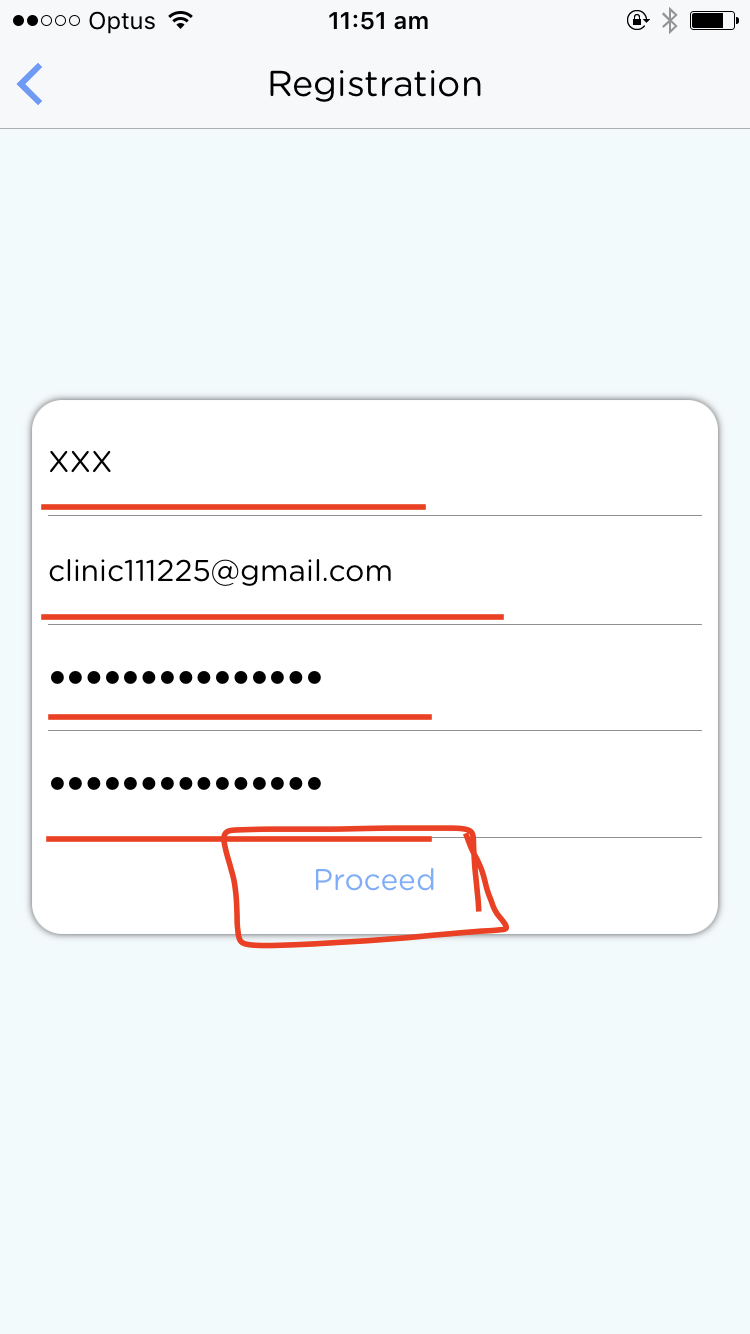 Optus 11:51 am
Registration
XXX
clinic111225@gmail.com
●●●●●●●●●●●●●●●
●●●●●●●●●●●●●●●
Proceed